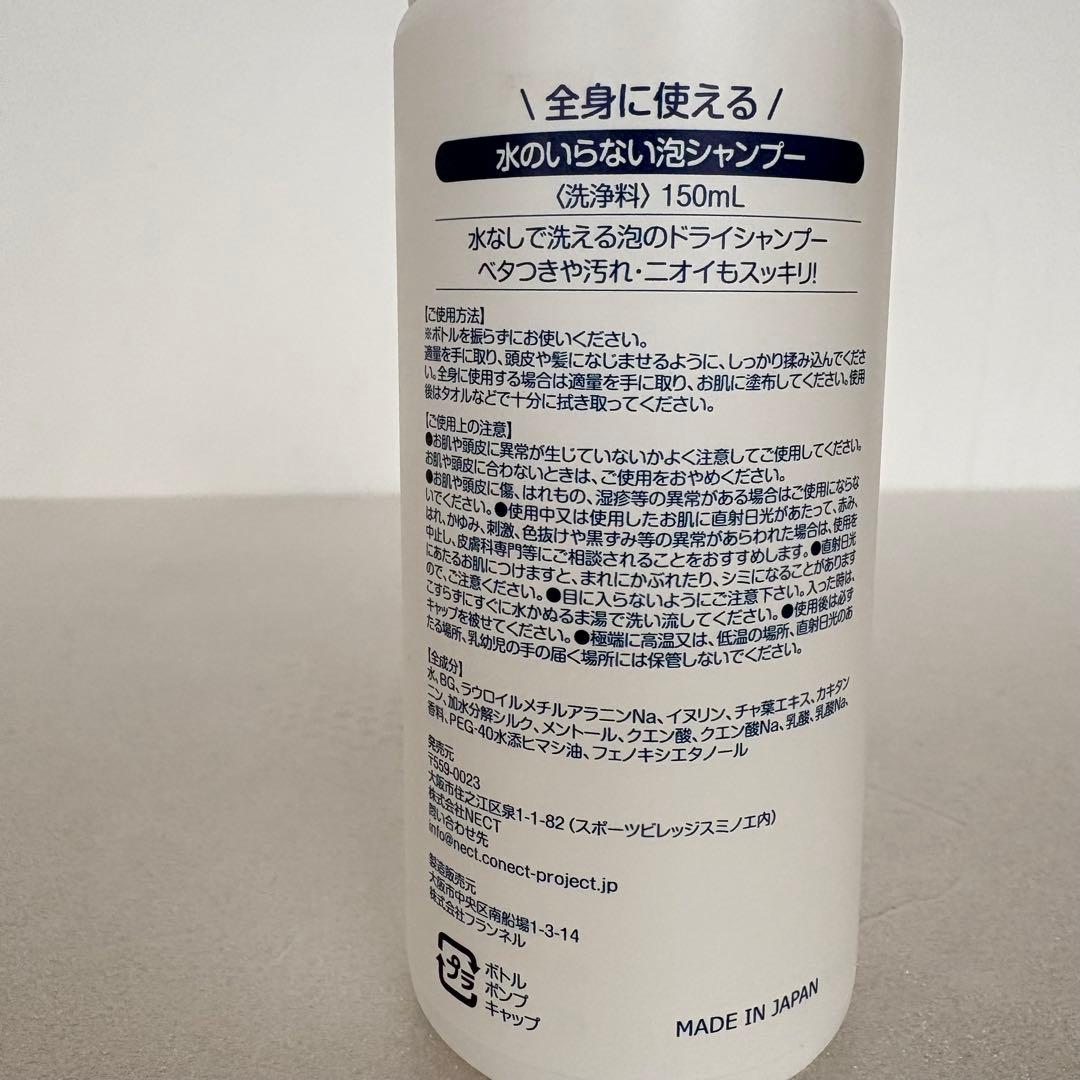 \ 全身に使える /
水のいらない泡シャンプー
〈洗浄料〉150mL
水なしで洗える泡のドライシャンプー
ベタつきや汚れ・ニオイもスッキリ!
【ご使用方法】
※ボトルを振らずにお使いください。
適量を手に取り、頭皮や髪になじませるように、しっかり揉み込んでくださ
い。全身に使用する場合は適量を手に取り、お肌に塗布してください。使用
後はタオルなどで十分に拭き取ってください。
【ご使用上の注意】
●お肌や頭皮に異常が生じていないかよく注意してご使用してください。
お肌や頭皮に合わないときは、ご使用をおやめください。
●お肌や頭皮に傷、はれもの、湿疹等の異常がある場合はご使用にならな
いでください。●使用中又は使用したお肌に直射日光があたって、赤み、
はれ、かゆみ、刺激、色抜けや黒ずみ等の異常があらわれた場合は、使用を
中止し、皮膚科専門等にご相談されることをおすすめします。●直射日光
にあたるお肌につけますと、まれにかぶれたり、シミになることがあります
ので、ご注意ください。●目に入らないようにご注意下さい。入った時は、
こすらずにすぐに水かぬるま湯で洗い流してください。●使用後は必ず
キャップを被せてください。●極端に高温又は、低温の場所、直射日光のあ
たる場所、乳幼児の手の届く場所には保管しないでください。
【全成分】
水、BG、ラウロイルメチルアラニンNa、イヌリン、チャ葉エキス、カキタン
ニン、加水分解シルク、メントール、クエン酸、クエン酸Na、乳酸、乳酸Na、
香料、PEG-40水添ヒマシ油、フェノキシエタノール
発売元
〒559-0023
大阪市住之江区泉1-1-82（スポーツビレッジスミノエ内）
株式会社NECT
問い合わせ先
info@nect.conect-project.jp
製造販売元
大阪市中央区南船場1-3-14
株式会社フランネル
プラ
ボトル
ポンプ
キャップ
MADE IN JAPAN